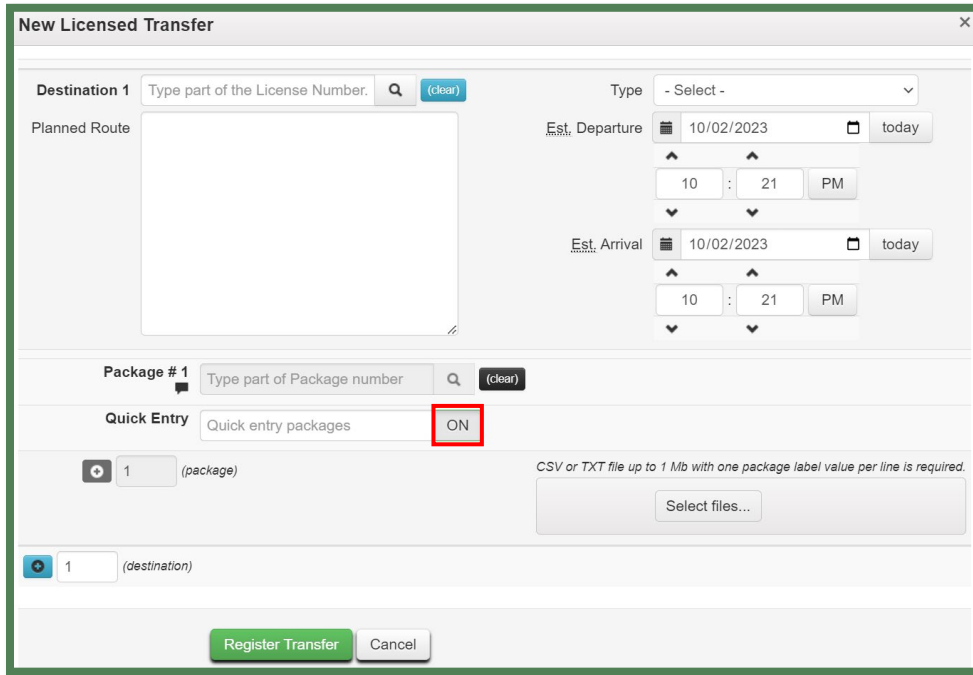 New Licensed Transfer ×
Destination 1 Type part of the License Number. (clear) Type - Select -
Planned Route Est. Departure 10/02/2023 today
10 : 21 PM
Est. Arrival 10/02/2023 today
10 : 21 PM
Package # 1 Type part of Package number (clear)
Quick Entry Quick entry packages ON
1 (package) CSV or TXT file up to 1 Mb with one package label value per line is required.
Select files...
1 (destination)
Register Transfer Cancel